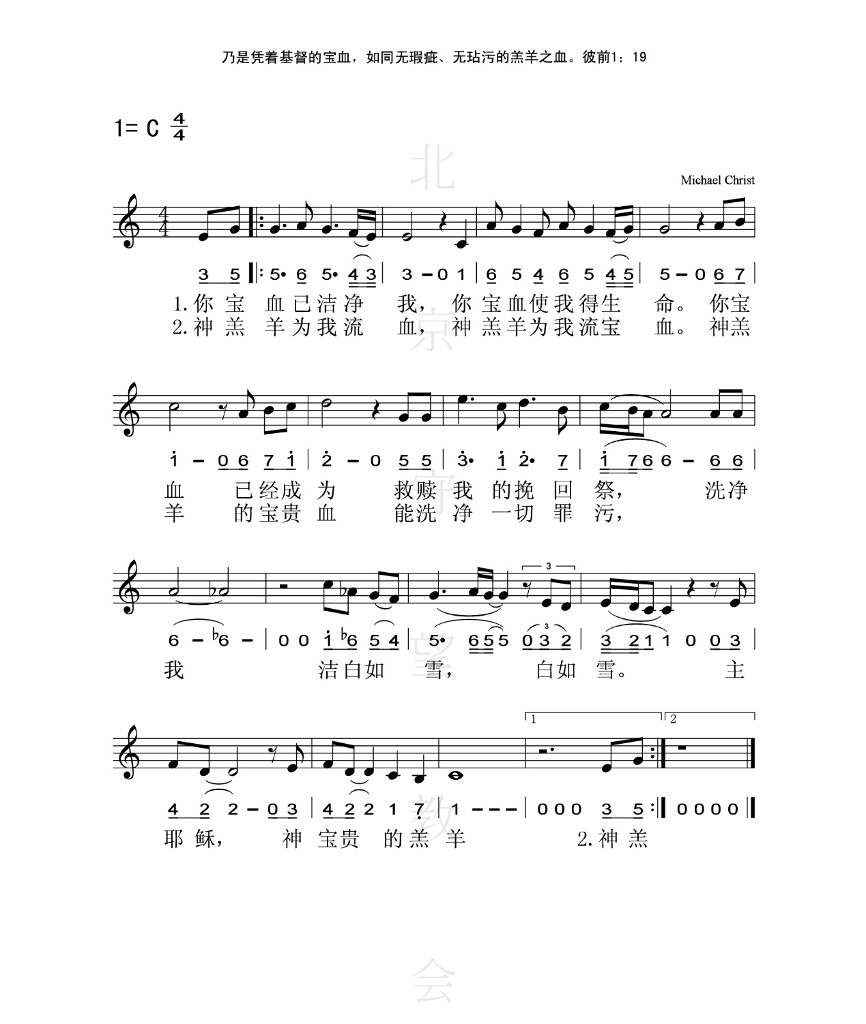 乃是凭着基督的宝血，如同无瑕疵、无玷污的羔羊之血。彼前1：19
1= C 4/4
Michael Christ
3 5 ‖: 5• 6 5• 4 3 | 3 – 0 1 | 6 5 4 6 5 4 5 | 5 – 0 6 7 |
1.你 宝 血 已 洁 净 我， 你 宝 血 使 我 得 生 命。 你 宝
2.神 羔 羊 为 我 流 血， 神 羔 羊 为 我 流 宝 血。 神 羔
1̇ – 0 6 7 1̇ | 2̇ – 0 5 5 | 3̇• 1̇ 2̇• 7 | 1̇ 7 6 6 – 6 6 |
血 已 经 成 为 救 赎 我 的 挽 回 祭， 洗 净
羊 的 宝 贵 血 能 洗 净 一 切 罪 污，
3
6 – ♭6 – | 0 0 1̇ ♭6 5 4 | 5• 6 5 5 0 3 2 | 3 2 1 1 0 0 3 |
3
我 洁 白 如 雪， 白 如 雪。 主
1 2
4 2 2 – 0 3 | 4 2 2 1 7̣ | 1 – – – | 0 0 0 3 5 :‖ 0 0 0 0 ‖
耶 稣， 神 宝 贵 的 羔 羊 2.神 羔
北
京
守
望
教
会